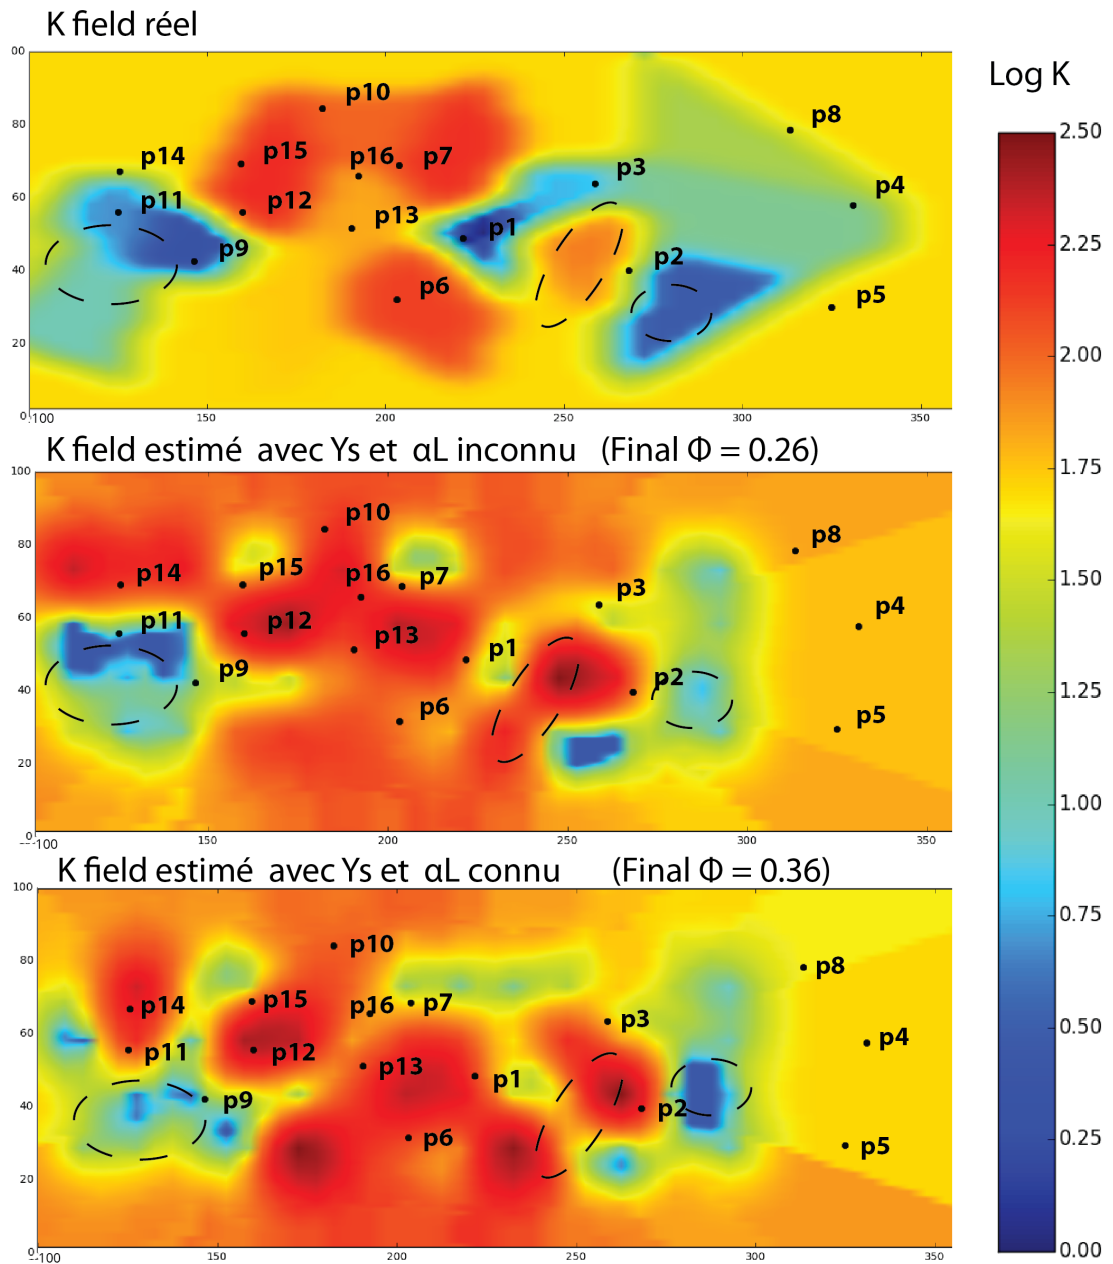 K field réel
Log K
00
80
60
40
20
0
100
150
200
250
300
350
p10
p8
p14
p15
p16
p7
p3
p4
p11
p12
p13
p1
p9
p2
p6
p5
2.50
2.25
2.00
1.75
1.50
1.25
1.00
0.75
0.50
0.25
0.00
K field estimé avec Ys et αL inconnu (Final Φ = 0.26)
100
80
60
40
20
0
--100
150
200
250
300
350
p10
p8
p14
p15
p16
p7
p3
p4
p11
p12
p13
p1
p9
p2
p6
p5
K field estimé avec Ys et αL connu (Final Φ = 0.36)
100
80
60
40
20
0
--100
150
200
250
300
350
p10
p8
p14
p15
p16
p7
p3
p4
p11
p12
p13
p1
p9
p2
p6
p5